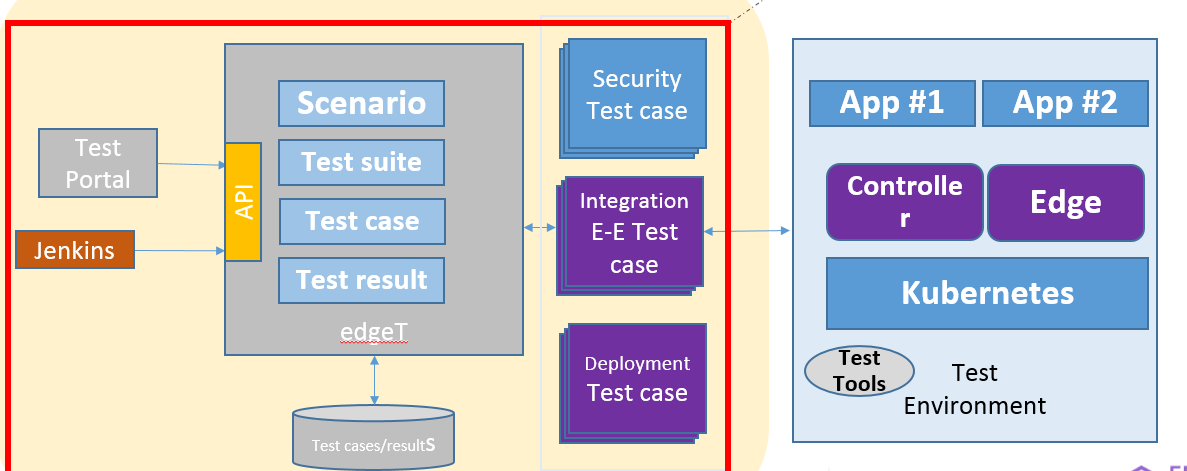 Test
Portal
Jenkins
API
Scenario
Test suite
Test case
Test result
edgeT
Test cases/resultS
Security
Test case
Integration
E-E Test
case
Deployment
Test case
App #1
App #2
Controlle
r
Edge
Kubernetes
Test
Tools
Test
Environment